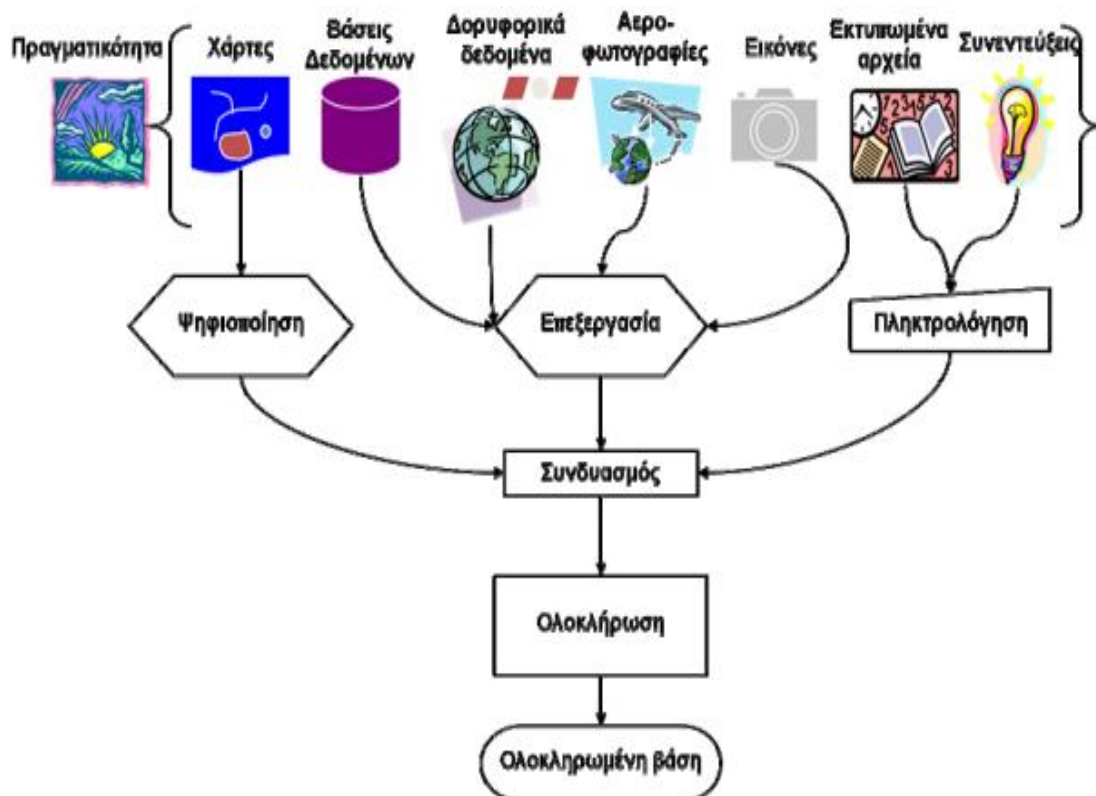 Πραγματικότητα
Χάρτες
Βάσεις
Δεδομένων
Δορυφορικά
δεδομένα
Αερο-
φωτογραφίες
Εικόνες
Εκτυπωμένα
αρχεία
Συνεντεύξεις
Ψηφιοποίηση
Επεξεργασία
Πληκτρολόγηση
Συνδυασμός
Ολοκλήρωση
Ολοκληρωμένη βάση